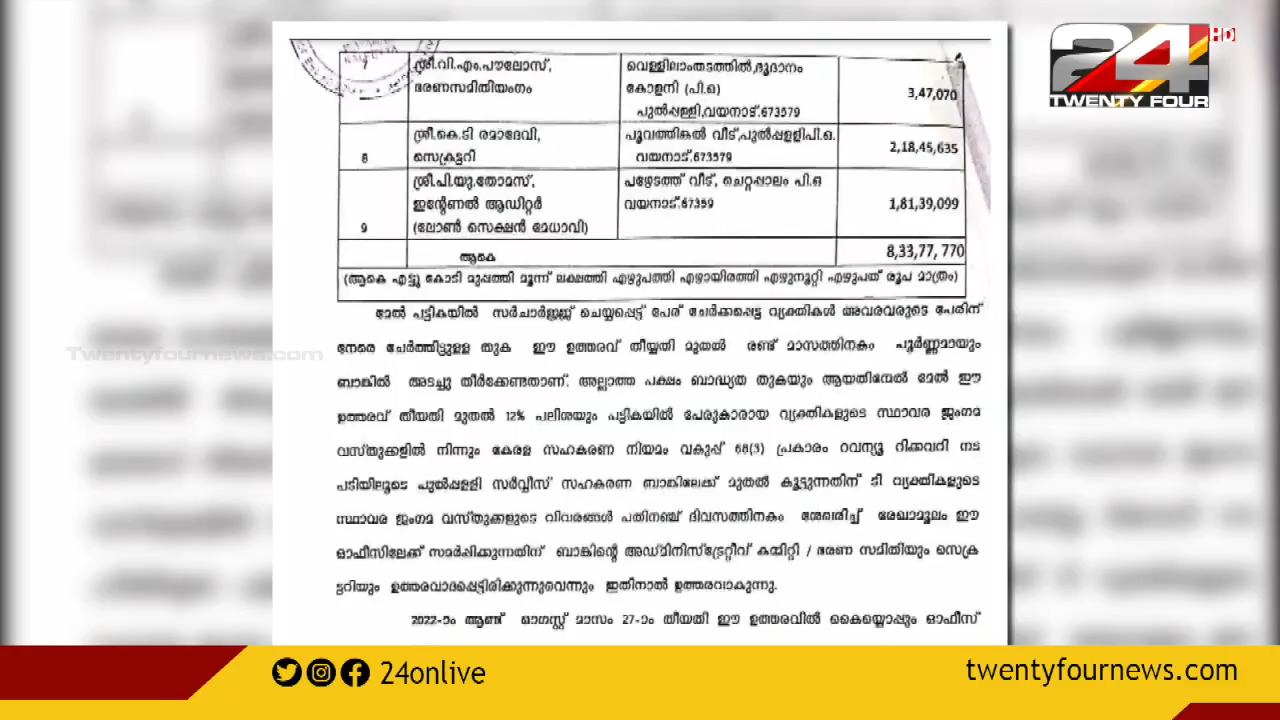 24 HD
TWENTY FOUR
ശ്രീ.വി.എം.പൗലോസ്, വെള്ളിലാംതടത്തിൽ,ഭൂദാനം
ഭരണസമിതിയംഗം കോളനി (പി.ഒ) 3,47,070
പുൽപ്പള്ളി,വയനാട്.673579
ശ്രീ.കെ.ടി രമാദേവി, പൂവത്തിങ്കൽ വീട്,പുൽപ്പളളിപി.ഒ. 2,18,45,635
8 സെക്രട്ടറി വയനാട്.673579
ശ്രീ.പി.യു.തോമസ്, പഴേടത്ത് വീട്, ചെറ്റപ്പാലം പി.ഒ
ഇന്റേണൽ ആഡിറ്റർ വയനാട്.67359 1,81,39,099
9 (ലോൺ സെക്ഷൻ മേധാവി)
ആകെ 8,33,77,770
(ആകെ എട്ടു കോടി മുപ്പത്തി മൂന്ന് ലക്ഷത്തി എഴുപത്തി എഴായിരത്തി എഴുനൂറ്റി എഴുപത് രൂപ മാത്രം)
മേൽ പട്ടികയിൽ സർചാർജ്ജ് ചെയ്യപ്പെട്ട് പേര് ചേർക്കപ്പെട്ട വ്യക്തികൾ അവരവരുടെ പേരിന്
നേരെ ചേർത്തിട്ടുളള തുക ഈ ഉത്തരവ് തീയ്യതി മുതൽ രണ്ട് മാസത്തിനകം പൂർണ്ണമായും
Twentyfournews.com
ബാങ്കിൽ അടച്ചു തീർക്കേണ്ടതാണ്. അല്ലാത്ത പക്ഷം ബാദ്ധ്യത തുകയും ആയതിന്മേൽ മേൽ ഈ
ഉത്തരവ് തീയതി മുതൽ 12% പലിശയും പട്ടികയിൽ പേരുകാരായ വ്യക്തികളുടെ സ്ഥാവര ജംഗമ
വസ്തുക്കളിൽ നിന്നും കേരള സഹകരണ നിയമം വകുപ്പ് 68(3) പ്രകാരം റവന്യൂ റിക്കവറി നട
പടിയിലൂടെ പുൽപ്പളളി സർവ്വീസ് സഹകരണ ബാങ്കിലേക്ക് മുതൽ കൂട്ടുന്നതിന് ടി വ്യക്തികളുടെ
സ്ഥാവര ജംഗമ വസ്തുക്കളുടെ വിവരങ്ങൾ പതിനഞ്ച് ദിവസത്തിനകം ശേഖരിച്ച് രേഖാമൂലം ഈ
ഓഫീസിലേക്ക് സമർപ്പിക്കുന്നതിന് ബാങ്കിന്റെ അഡ്മിനിസ്ട്രേറ്റീവ് കമ്മിറ്റി / ഭരണ സമിതിയും സെക്ര
ട്ടറിയും ഉത്തരവാദപ്പെട്ടിരിക്കുന്നുവെന്നും ഇതിനാൽ ഉത്തരവാകുന്നു.
2022-ാം ആണ്ട് ഓഗസ്റ്റ് മാസം 27-ാം തീയതി ഈ ഉത്തരവിൽ കൈയ്യൊപ്പും ഓഫീസ്
24onlive
twentyfournews.com